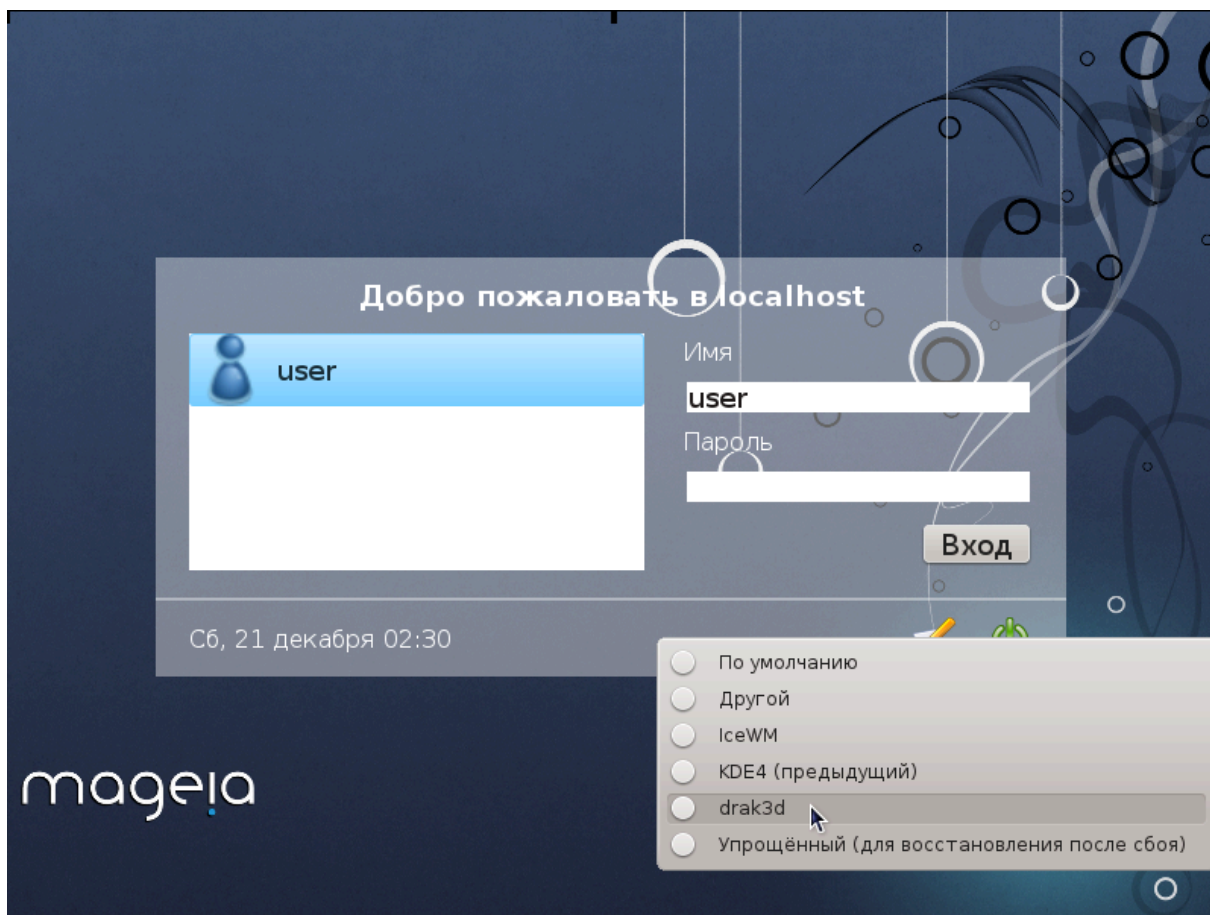 Добро пожаловать в localhost
user
Имя
user
Пароль
Вход
Сб, 21 декабря 02:30
По умолчанию
Другой
IceWM
KDE4 (предыдущий)
drak3d
Упрощённый (для восстановления после сбоя)
mageia